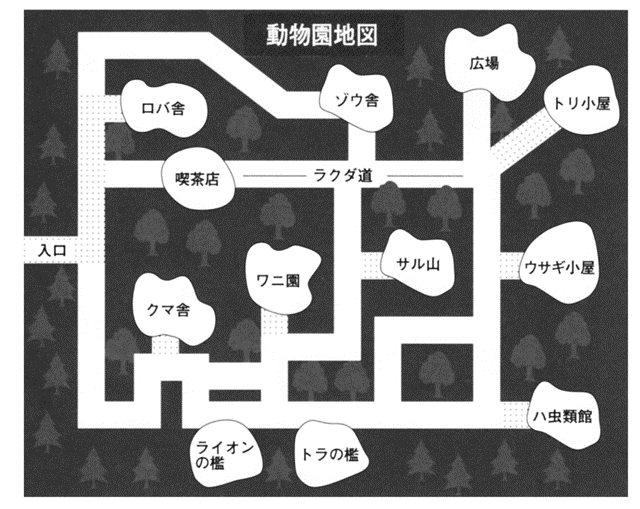 動物園地図
広場
ロバ舎
ゾウ舎
トリ小屋
喫茶店
ラクダ道
入口
ワニ園
サル山
ウサギ小屋
クマ舎
ハ虫類館
ライオン
の檻
トラの檻